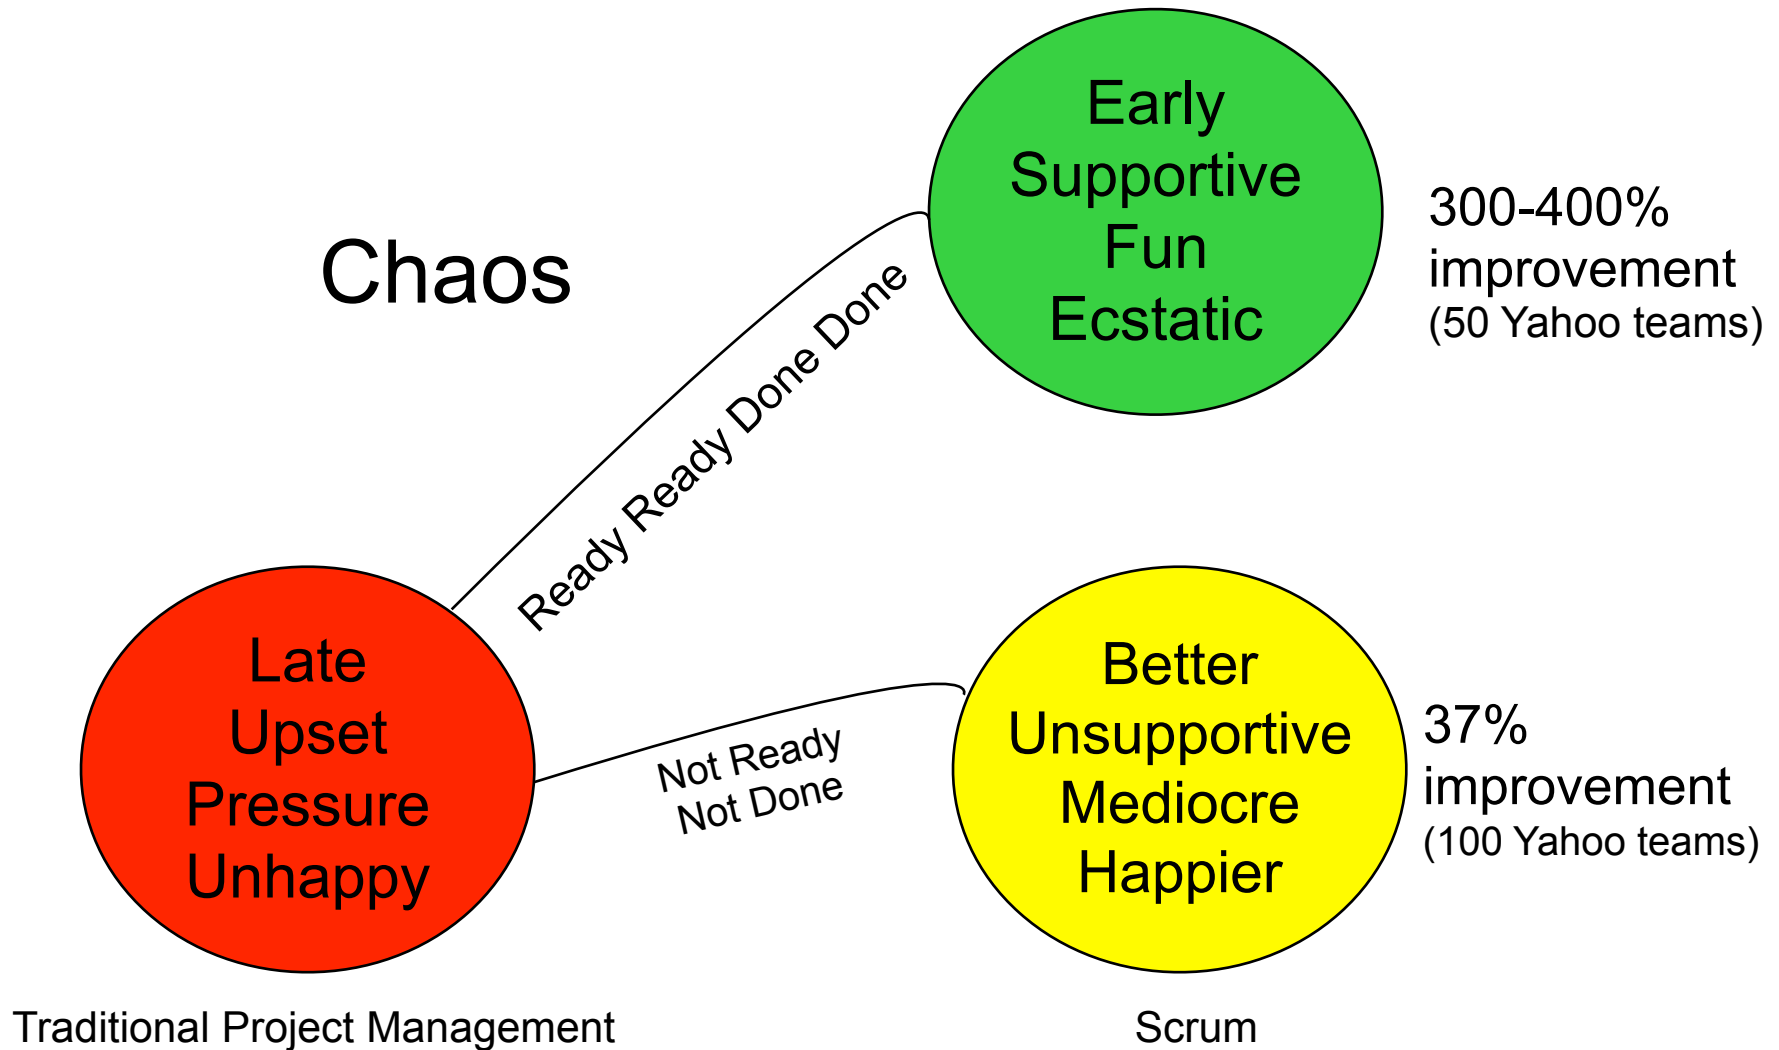 Chaos
Early
Supportive
Fun
Ecstatic
300-400%
improvement
(50 Yahoo teams)
Ready Ready Done Done
Late
Upset
Pressure
Unhappy
Not Ready
Not Done
Better
Unsupportive
Mediocre
Happier
37%
improvement
(100 Yahoo teams)
Traditional Project Management
Scrum